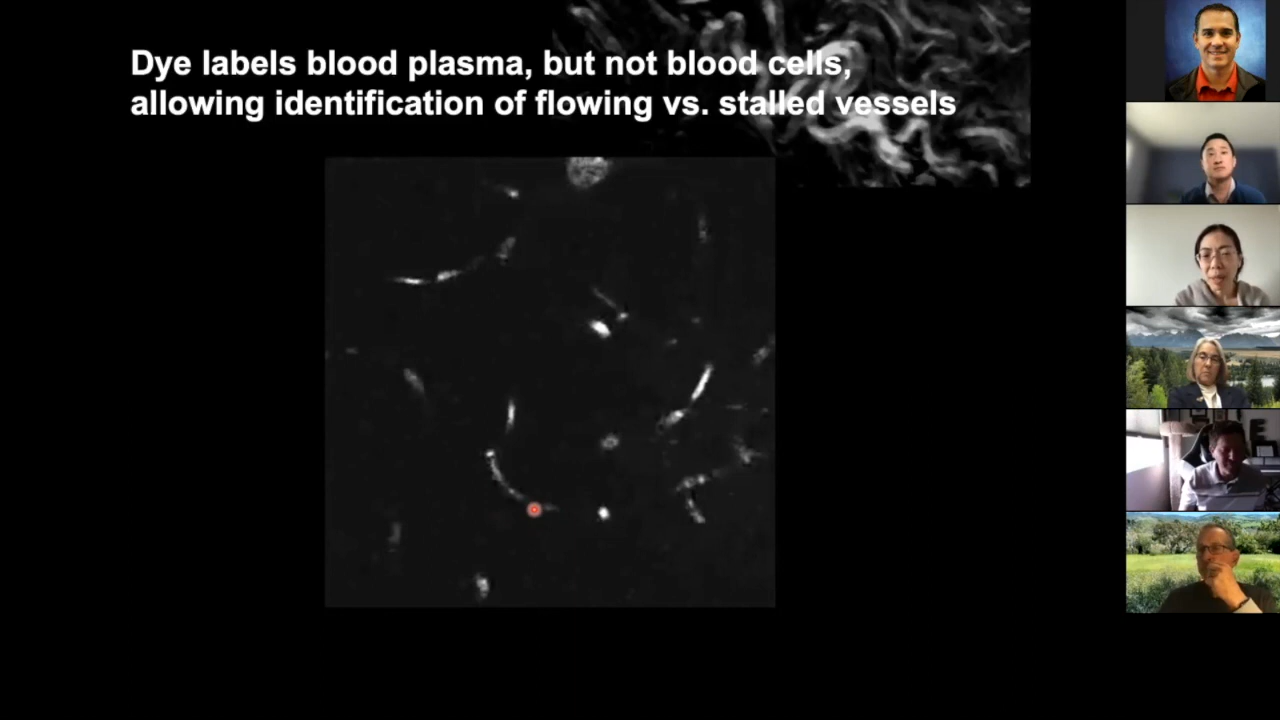 Dye labels blood plasma, but not blood cells,
allowing identification of flowing vs. stalled vessels